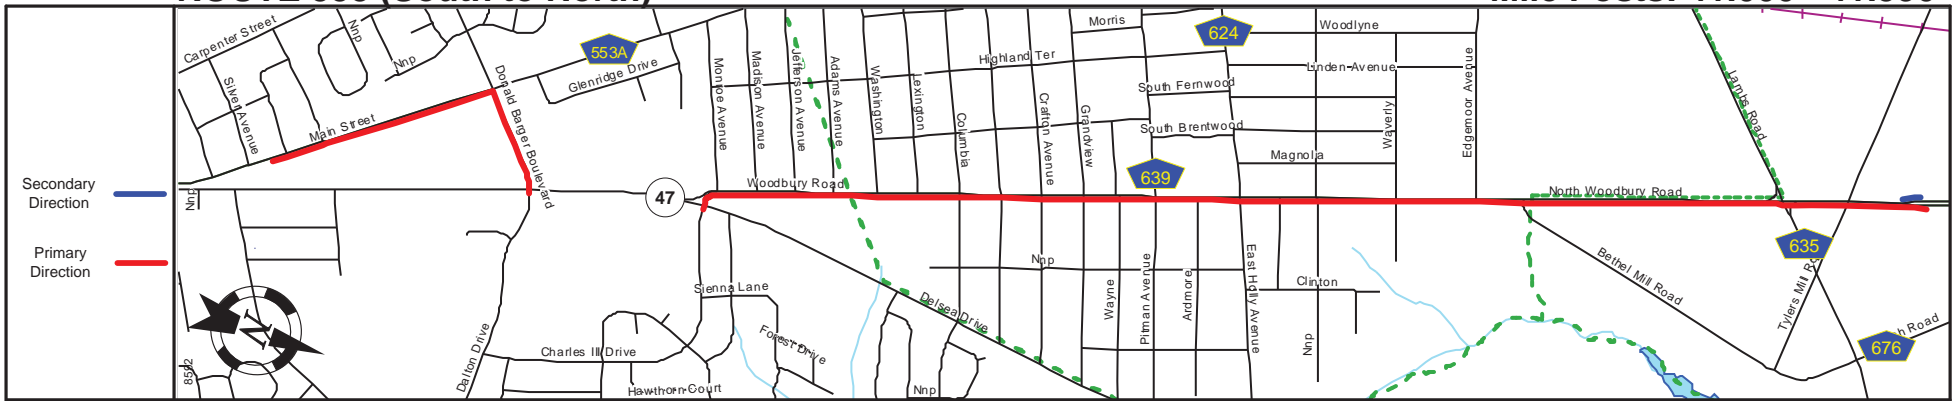 Secondary
Direction
Primary
Direction
Carpenter Street
Silver Avenue
Nnp
Nnp
Main Street
553A
Glenridge Drive
Donald Barger Boulevard
Nnp
47
Woodbury Road
Monroe Avenue
Madison Avenue
Jefferson Avenue
Adams Avenue
Washington
Lexington
Columbia
Highland Ter
Crafton Avenue
Grandview
Morris
624
South Fernwood
South Brentwood
639
Woodlyne
Linden Avenue
Magnolia
Waverly
Edgemoor Avenue
North Woodbury Road
Lambs Road
635
Bethel Mill Road
Tylers Mill
676
Road
N
8592
Dalton Drive
Charles III Drive
Hawthorn Court
Sienna Lane
Forest Drive
Nnp
Delsea Drive
Nnp
Wayne
Pitman Avenue
Ardmore
East Holly Avenue
Clinton
Nnp